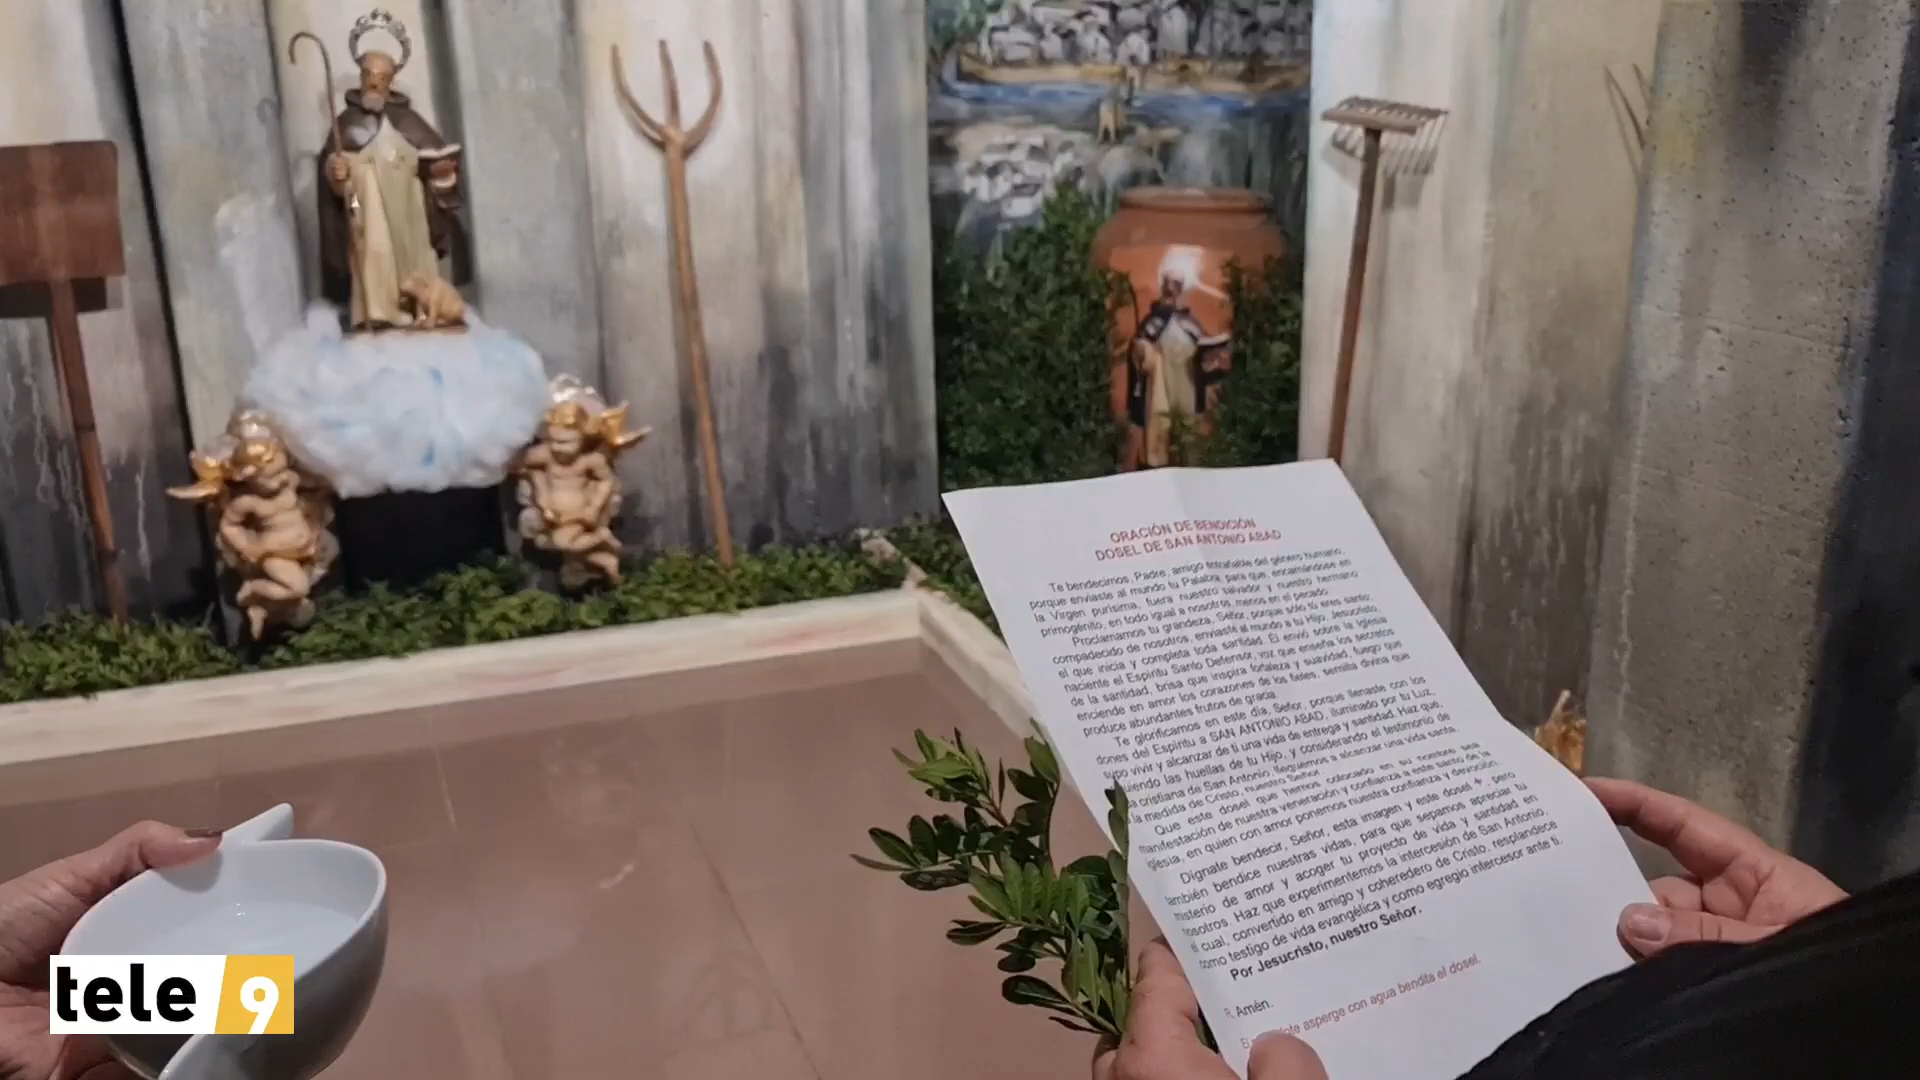 ORACIÓN DE BENDICIÓN
DOSEL DE SAN ANTONIO ABAD
Te bendecimos, Padre, amigo entrañable del género humano,
porque enviaste al mundo tu Palabra, para que, encarnándose en
la Virgen purísima, fuera nuestro salvador y nuestro hermano
primogénito, en todo igual a nosotros, menos en el pecado.
Proclamamos tu grandeza, Señor, porque sólo tú eres santo;
compadecido de nosotros, enviaste al mundo a tu Hijo, Jesucristo,
el que inicia y completa toda santidad. Él envió sobre la Iglesia
naciente el Espíritu Santo Defensor, voz que enseña los secretos
de la santidad, brisa que inspira fortaleza y suavidad, fuego que
enciende en amor los corazones de los fieles, semilla divina que
produce abundantes frutos de gracia.
Te glorificamos en este día, Señor, porque llenaste con los
dones del Espíritu a SAN ANTONIO ABAD, iluminado por tu Luz,
supo vivir y alcanzar de ti una vida de entrega y santidad. Haz que,
uiendo las huellas de tu Hijo, y considerando el testimonio de
a cristiana de San Antonio, lleguemos a alcanzar una vida santa,
la medida de Cristo, nuestro Señor.
Que este dosel que hemos colocado en su nombre sea
manifestación de nuestra veneración y confianza a este santo de la
Iglesia, en quien con amor ponemos nuestra confianza y devoción.
Dígnate bendecir, Señor, esta imagen y este dosel +, pero
también bendice nuestras vidas, para que sepamos apreciar tu
misterio de amor y acoger tu proyecto de vida y santidad en
nosotros. Haz que experimentemos la intercesión de San Antonio,
el cual, convertido en amigo y coheredero de Cristo, resplandece
como testigo de vida evangélica y como egregio intercesor ante ti.
Por Jesucristo, nuestro Señor.
R. Amén.
El dote asperge con agua bendita el dosel.
tele 9